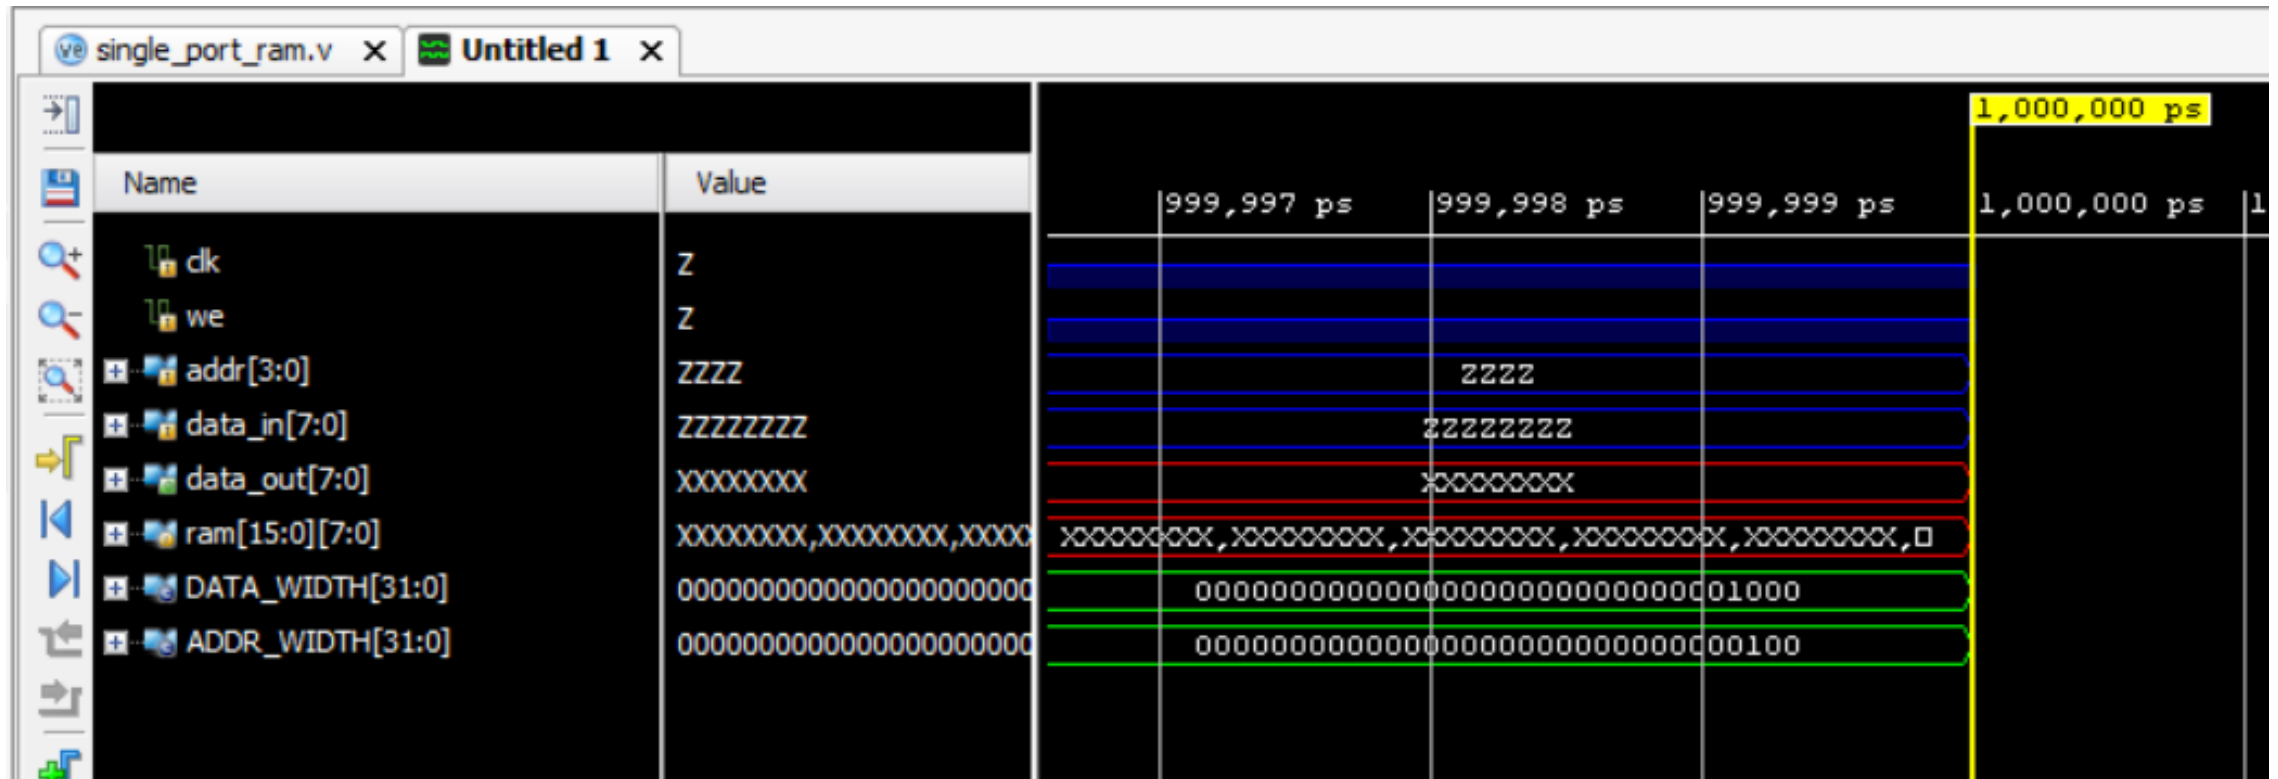 single_port_ram.v Untitled 1
1,000,000 ps
Name Value
999,997 ps 999,998 ps 999,999 ps 1,000,000 ps 1
clk Z
we Z
addr[3:0] ZZZZ ZZZZ
data_in[7:0] ZZZZZZZZ ZZZZZZZZ
data_out[7:0] XXXXXXXX XXXXXXXX
ram[15:0][7:0] XXXXXXXX,XXXXXXXX,XXXXX XXXXXXXX,XXXXXXXX,XXXXXXXX,XXXXXXXX,XXXXXXXX,
DATA_WIDTH[31:0] 00000000000000000000000 00000000000000000000000000001000
ADDR_WIDTH[31:0] 00000000000000000000000 00000000000000000000000000000100